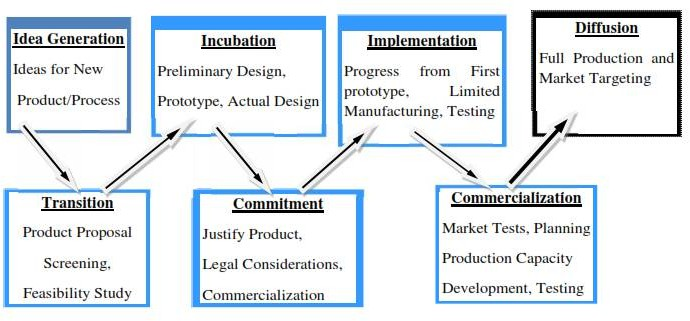 Idea Generation
Ideas for New
Product/Process
Incubation
Preliminary Design,
Prototype, Actual Design
Implementation
Progress from First
prototype, Limited
Manufacturing, Testing
Diffusion
Full Production and
Market Targeting
Transition
Product Proposal
Screening,
Feasibility Study
Commitment
Justify Product,
Legal Considerations,
Commercialization
Commercialization
Market Tests, Planning
Production Capacity
Development, Testing